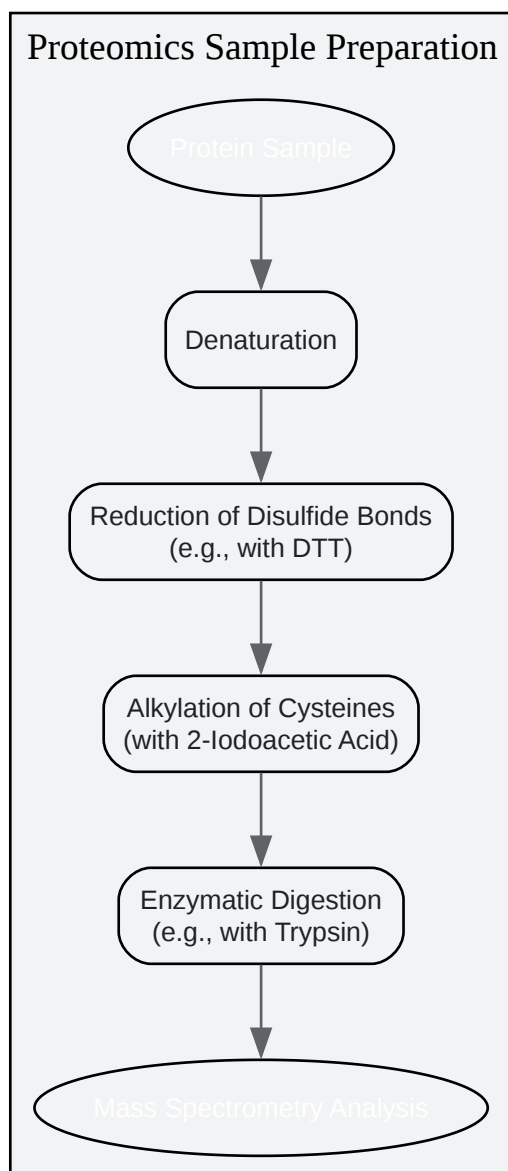 Proteomics Sample Preparation
Protein Sample
Denaturation
Reduction of Disulfide Bonds
(e.g., with DTT)
Alkylation of Cysteines
(with 2-Iodoacetic Acid)
Enzymatic Digestion
(e.g., with Trypsin)
Mass Spectrometry Analysis